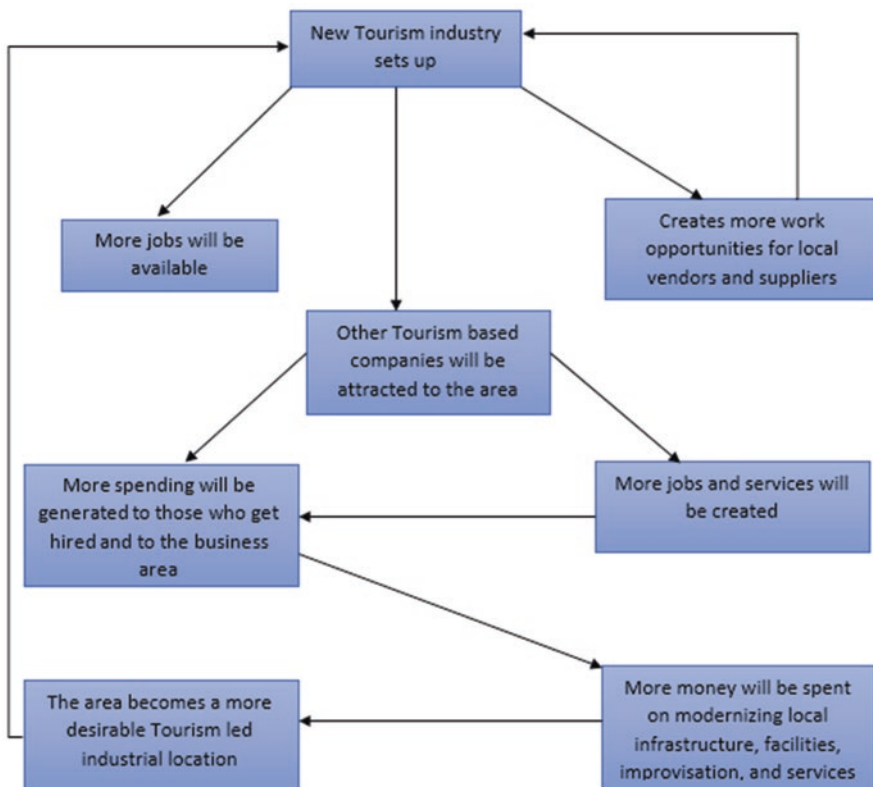 New Tourism industry
sets up
More jobs will be
available
Creates more work
opportunities for local
vendors and suppliers
Other Tourism based
companies will be
attracted to the area
More spending will be
generated to those who get
hired and to the business
area
More jobs and services will
be created
The area becomes a more
desirable Tourism led
industrial location
More money will be spent
on modernizing local
infrastructure, facilities,
improvisation, and services